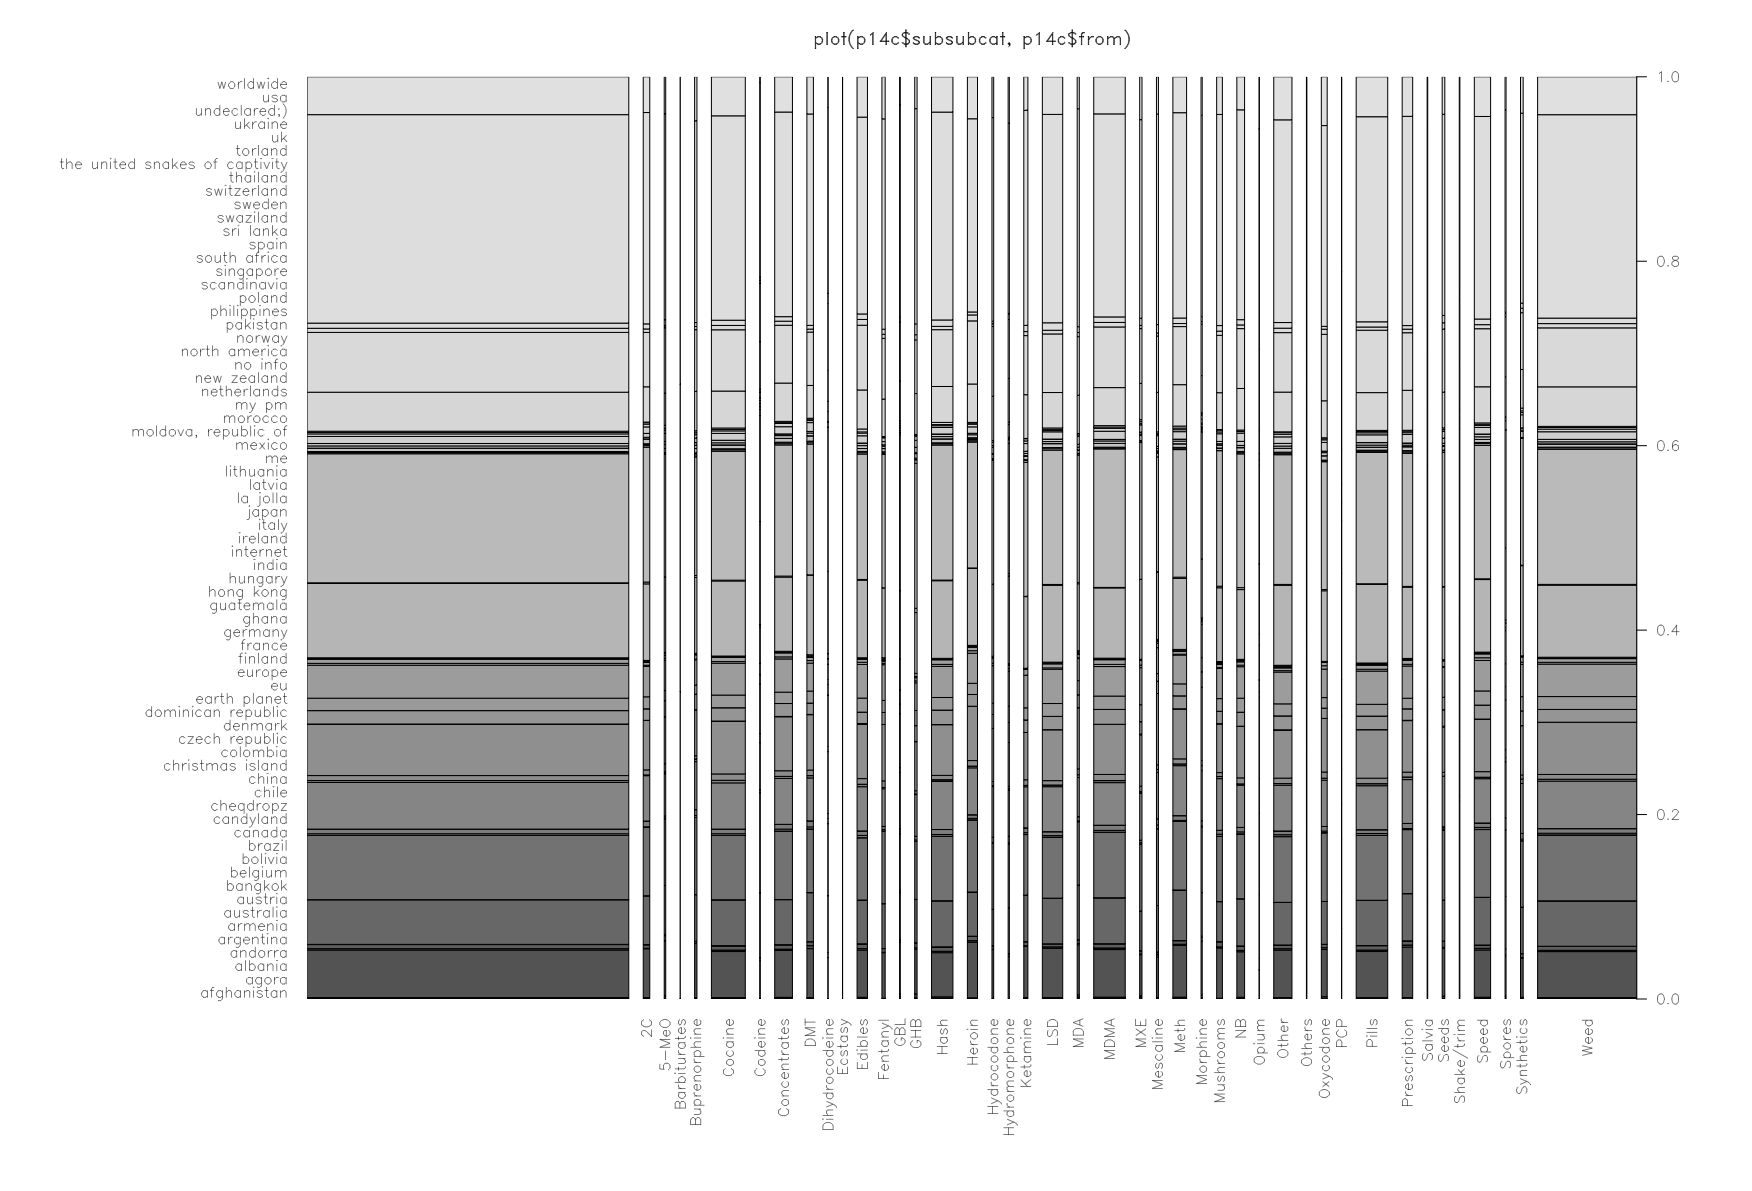 plot(p14c$subsubcat, p14c$from)
worldwide
usa
undeclared;)
ukraine
uk
torland
the united snakes of captivity
thailand
switzerland
sweden
swaziland
sri lanka
spain
south africa
singapore
scandinavia
poland
philippines
pakistan
norway
north america
no info
new zealand
netherlands
my pm
morocco
moldova, republic of
mexico
me
lithuania
latvia
la jolla
japan
italy
ireland
internet
india
hungary
hong kong
guatemala
ghana
germany
france
finland
europe
eu
earth planet
dominican republic
denmark
czech republic
colombia
christmas island
china
chile
cheqdropz
candyland
canada
brazil
bolivia
belgium
bangkok
austria
australia
armenia
argentina
andorra
albania
agora
afghanistan
1.0
0.8
0.6
0.4
0.2
0.0
2C
5-MeO
Barbiturates
Buprenorphine
Cocaine
Codeine
Concentrates
DMT
Dihydrocodeine
Ecstasy
Edibles
Fentanyl
GBL
GHB
Hash
Heroin
Hydrocodone
Hydromorphone
Ketamine
LSD
MDA
MDMA
MXE
Mescaline
Meth
Morphine
Mushrooms
NB
Opium
Other
Others
Oxycodone
PCP
Pills
Prescription
Salvia
Seeds
Shake/trim
Speed
Spores
Synthetics
Weed